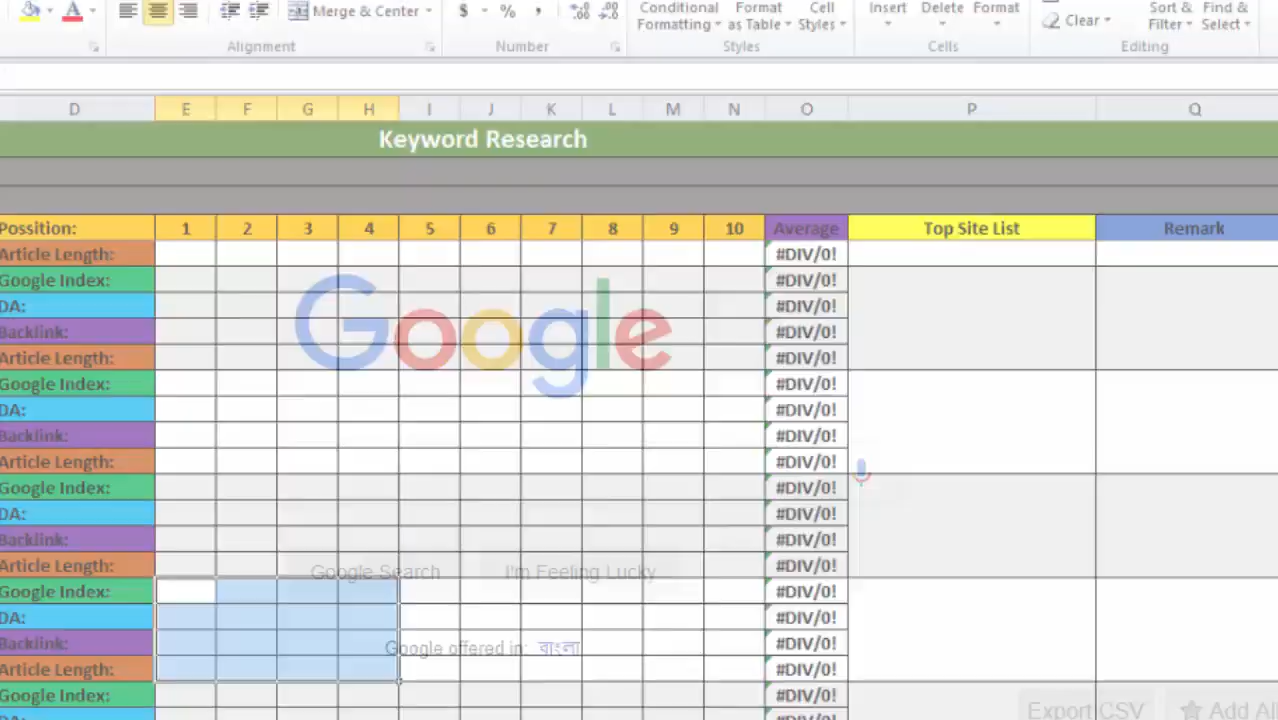 Merge & Center
$ % ,
Conditional Formatting
Format as Table
Cell Styles
Insert
Delete
Format
Clear
Sort & Filter
Find & Select
Alignment
Number
Styles
Cells
Editing
D E F G H I J K L M N O P Q
Keyword Research
Possition: 1 2 3 4 5 6 7 8 9 10 Average Top Site List Remark
Article Length: #DIV/0!
Google Index: #DIV/0!
DA: #DIV/0!
Backlink: #DIV/0!
Article Length: #DIV/0!
Google Index: #DIV/0!
DA: #DIV/0!
Backlink: #DIV/0!
Article Length: #DIV/0!
Google Index: #DIV/0!
DA: #DIV/0!
Backlink: #DIV/0!
Article Length: #DIV/0!
Google Index: #DIV/0!
DA: #DIV/0!
Backlink: #DIV/0!
Article Length: #DIV/0!
Google Index: #DIV/0!
#DIV/0!
Google
Google Search
I'm Feeling Lucky
Google offered in: বাংলা
Export CSV
Add All